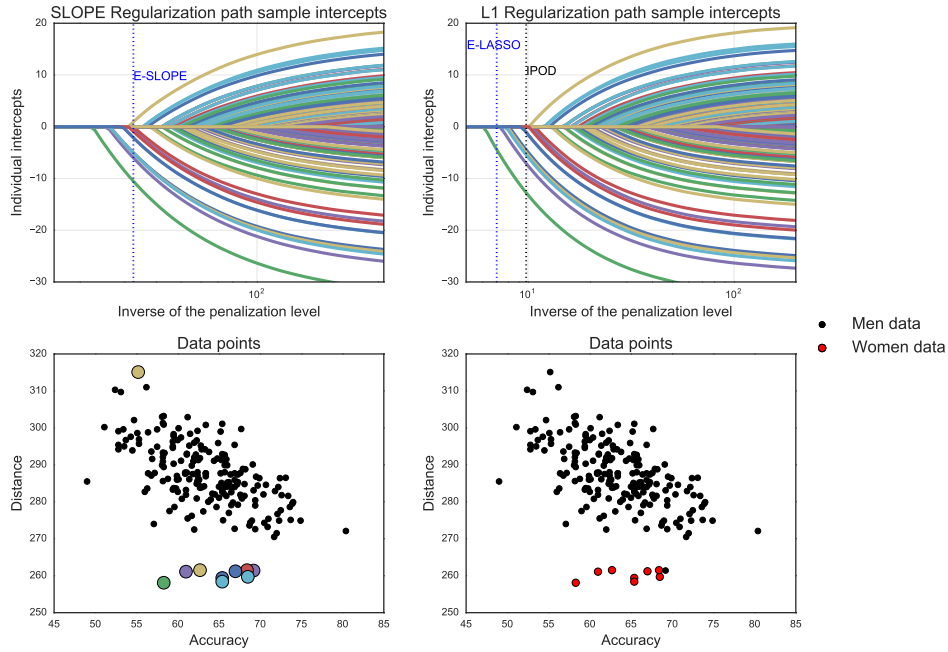 SLOPE Regularization path sample intercepts
L1 Regularization path sample intercepts
20
10
0
−10
−20
−30
Individual intercepts
E-SLOPE
10²
Inverse of the penalization level
20
10
0
−10
−20
−30
Individual intercepts
E-LASSO
IPOD
10¹
10²
Inverse of the penalization level
Men data
Women data
Data points
320
310
300
290
280
270
260
250
Distance
45
50
55
60
65
70
75
80
85
Accuracy
Data points
320
310
300
290
280
270
260
250
Distance
45
50
55
60
65
70
75
80
85
Accuracy